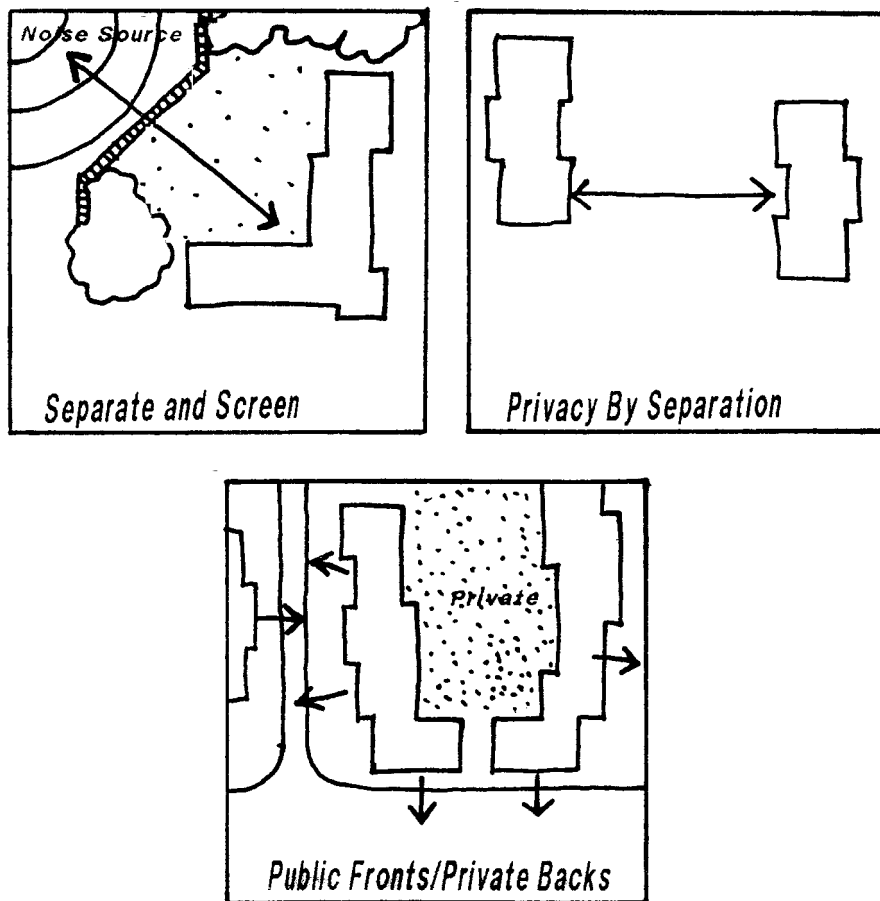 Noise Source
Separate and Screen
Privacy By Separation
Private
Public Fronts/Private Backs